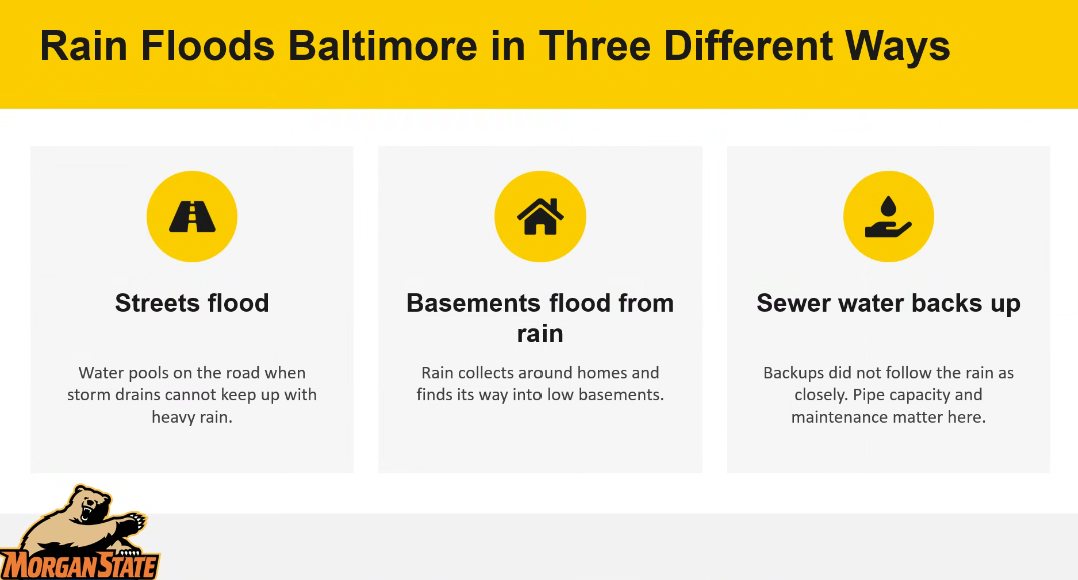 Rain Floods Baltimore in Three Different Ways
Streets flood
Water pools on the road when
storm drains cannot keep up with
heavy rain.
Basements flood from
rain
Rain collects around homes and
finds its way into low basements.
Sewer water backs up
Backups did not follow the rain as
closely. Pipe capacity and
maintenance matter here.
MORGAN STATE